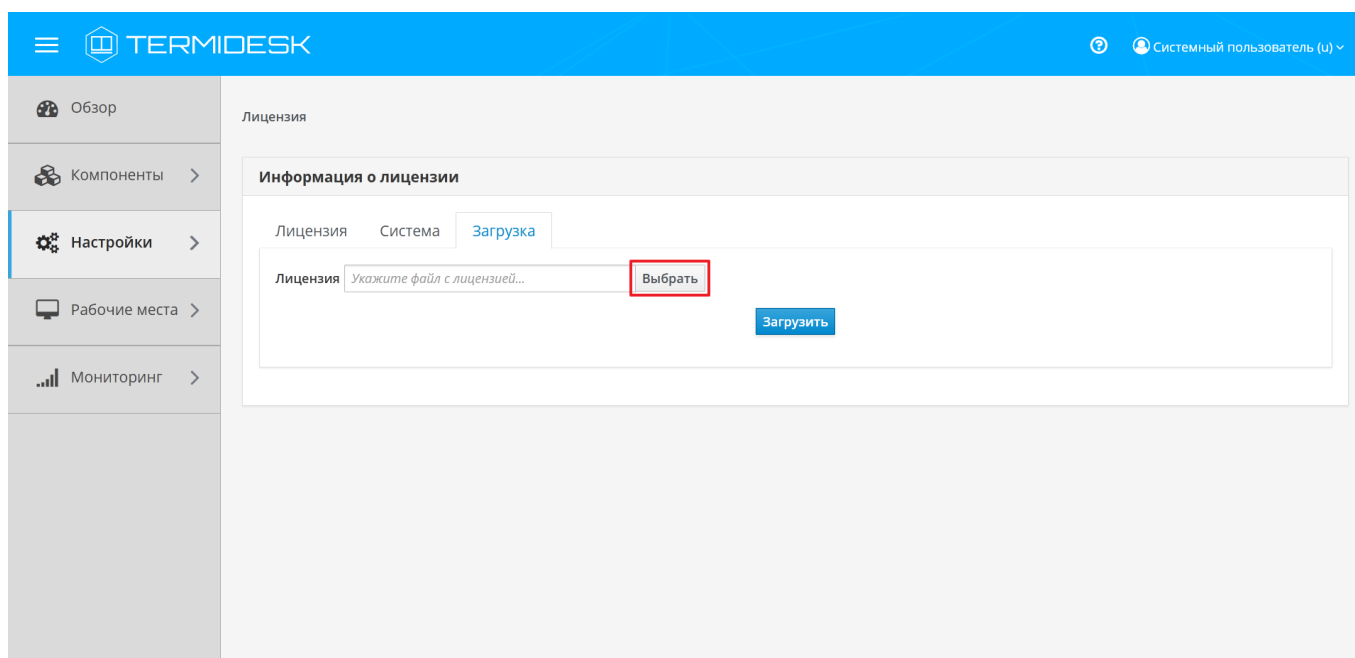 TERMIDESK
Системный пользователь (u)
Обзор
Компоненты
Настройки
Рабочие места
Мониторинг
Лицензия
Информация о лицензии
Лицензия Система Загрузка
Лицензия Укажите файл с лицензией... Выбрать
Загрузить